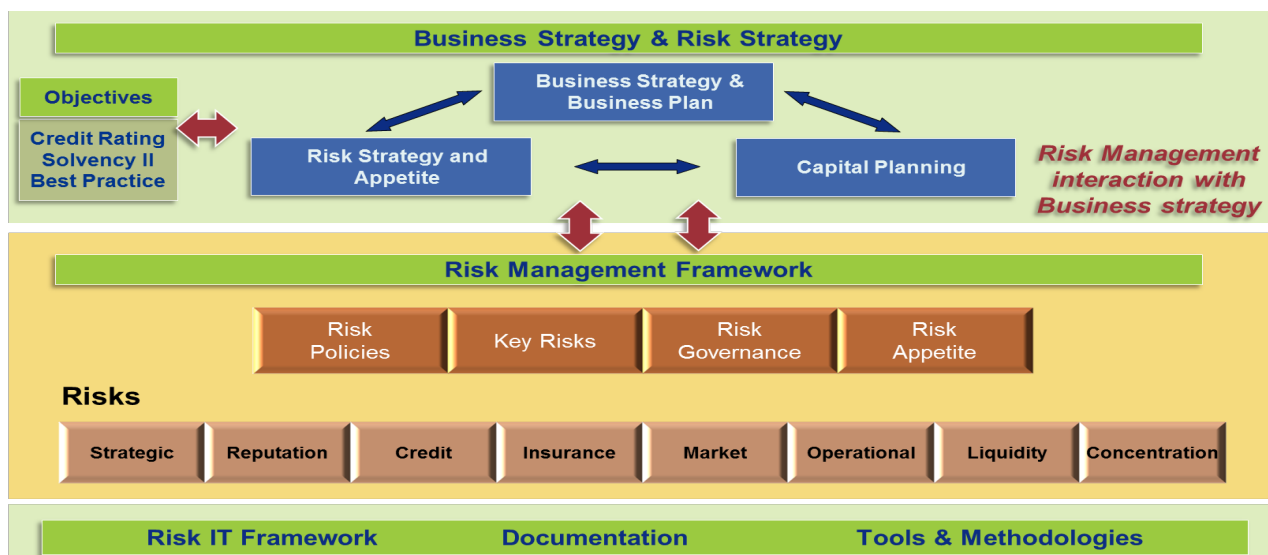 Business Strategy & Risk Strategy
Objectives
Credit Rating
Solvency II
Best Practice
Business Strategy &
Business Plan
Risk Strategy and
Appetite
Capital Planning
Risk Management
interaction with
Business strategy
Risk Management Framework
Risk
Policies
Key Risks
Risk
Governance
Risk
Appetite
Risks
Strategic
Reputation
Credit
Insurance
Market
Operational
Liquidity
Concentration
Risk IT Framework
Documentation
Tools & Methodologies